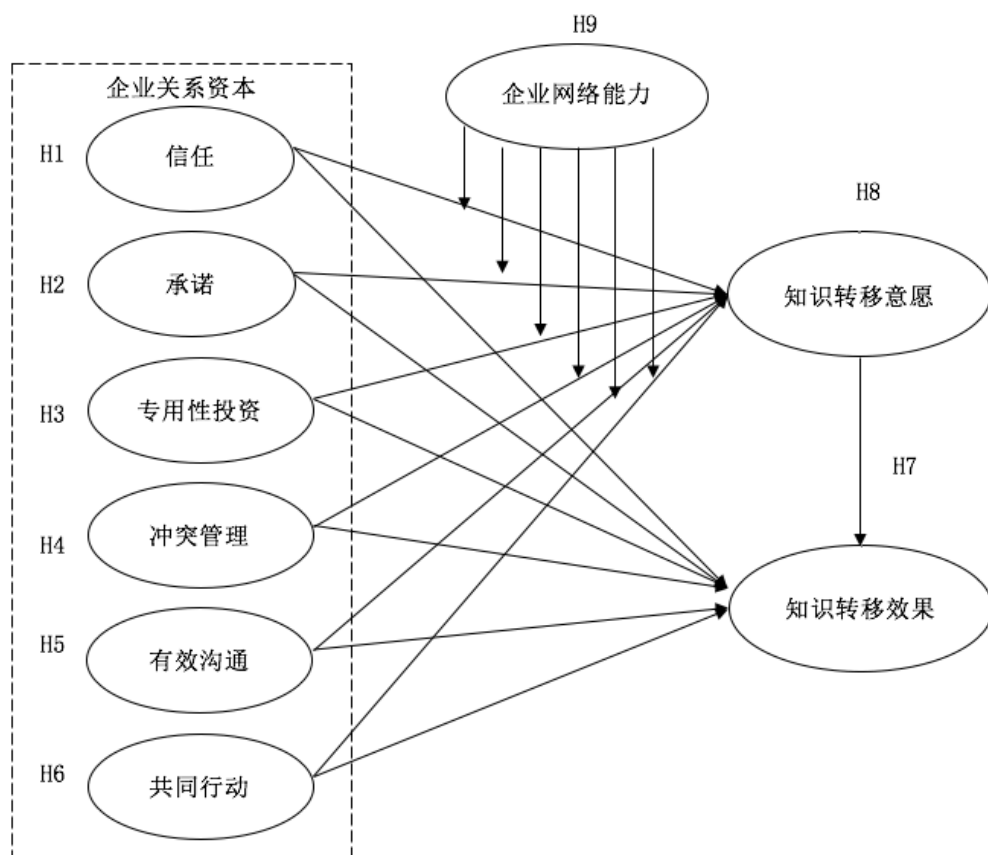 H9
企业网络能力
企业关系资本
H1
信任
H8
H2
承诺
知识转移意愿
H3
专用性投资
H7
H4
冲突管理
知识转移效果
H5
有效沟通
H6
共同行动